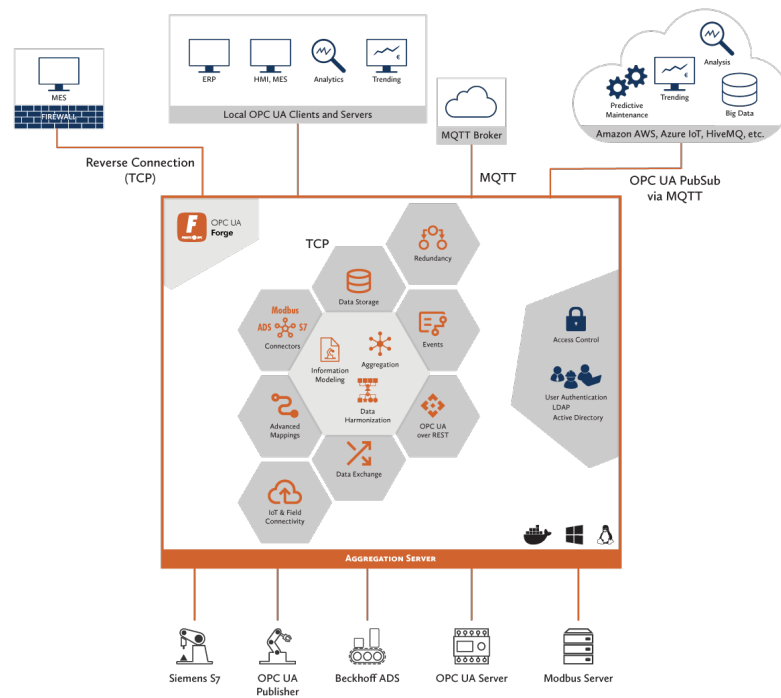 MES
FIREWALL
ERP
HMI, MES
Analytics
Trending
Local OPC UA Clients and Servers
MQTT Broker
Analysis
Predictive
Maintenance
Trending
Big Data
Amazon AWS, Azure IoT, HiveMQ, etc.
Reverse Connection
(TCP)
TCP
MQTT
OPC UA PubSub
via MQTT
F
OPC UA
Forge
Redundancy
Data Storage
Modbus
ADS
S7
Connectors
Events
Information
Modeling
Aggregation
Data
Harmonization
Advanced
Mappings
OPC UA
over REST
Data Exchange
IoT & Field
Connectivity
Access Control
User Authentication
LDAP
Active Directory
AGGREGATION SERVER
Siemens S7
OPC UA
Publisher
Beckhoff ADS
OPC UA Server
Modbus Server